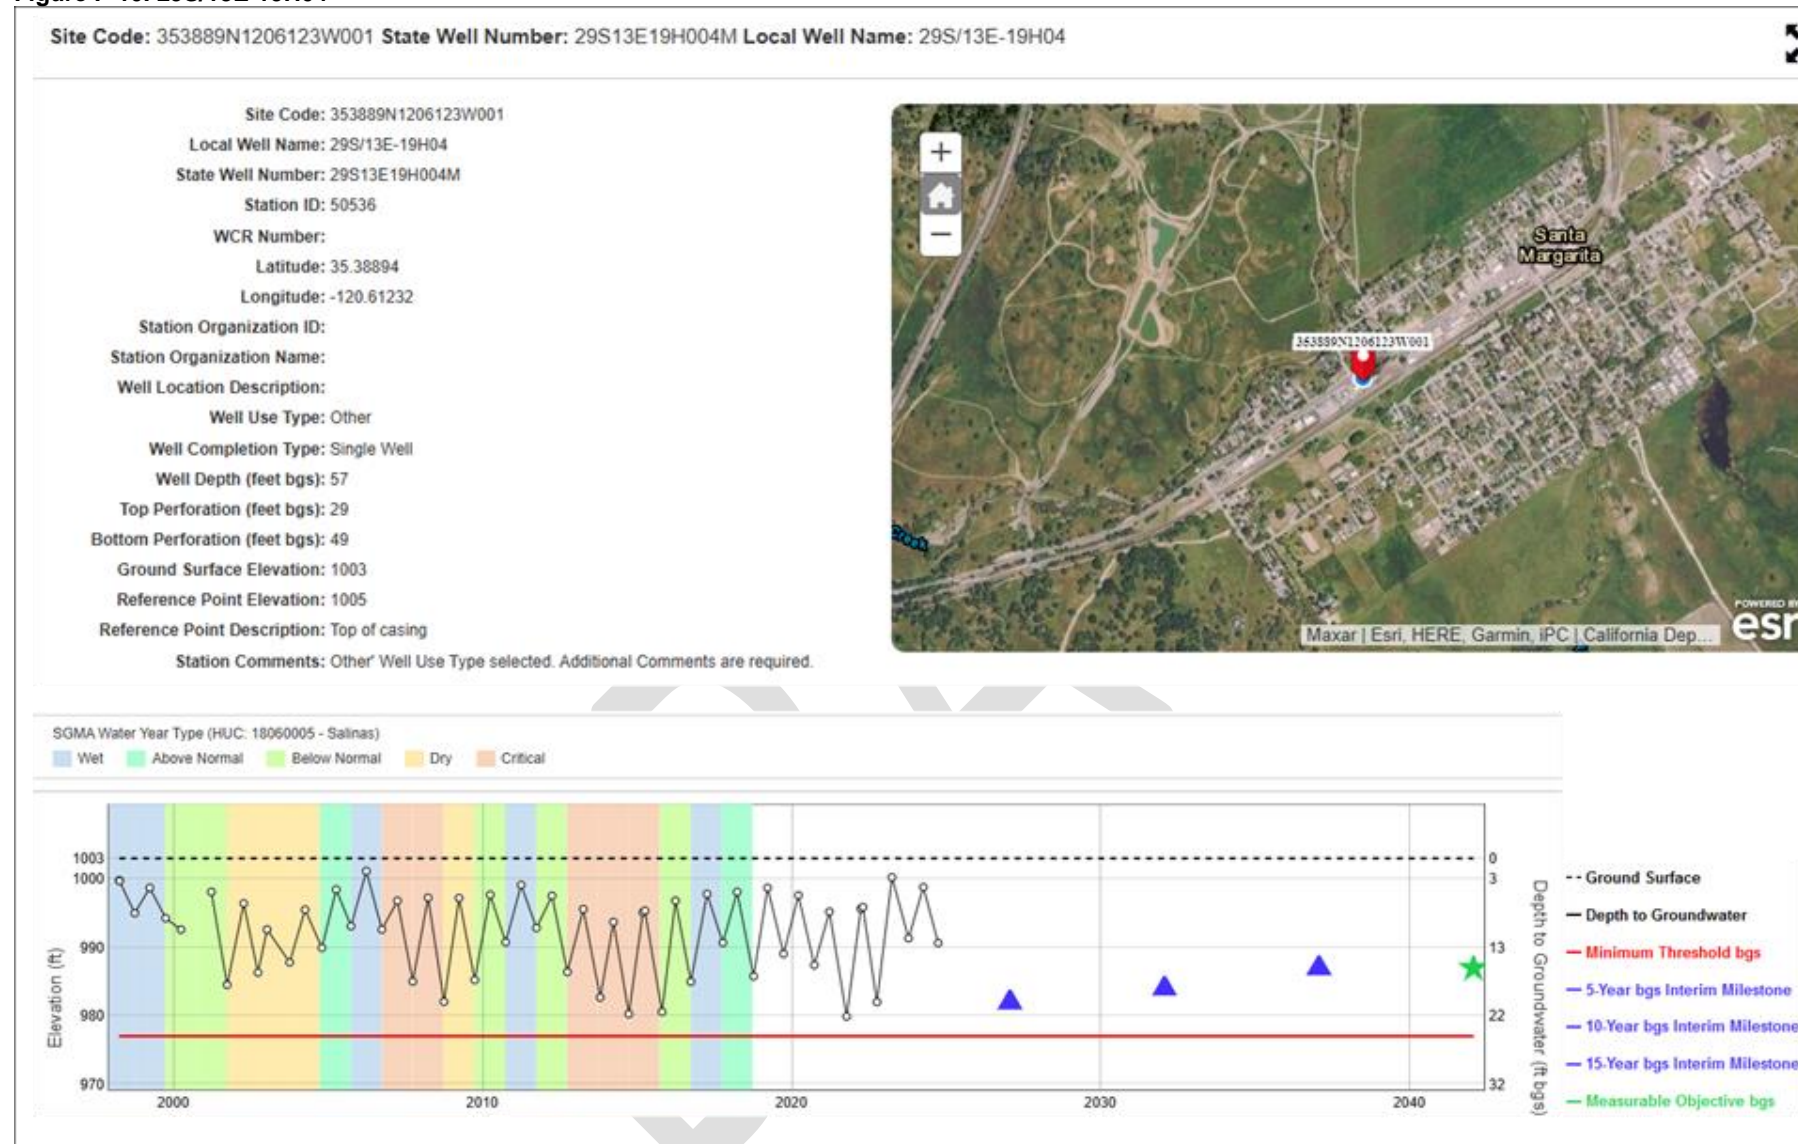 Site Code: 353889N1206123W001 State Well Number: 29S13E19H004M Local Well Name: 29S/13E-19H04
Site Code: 353889N1206123W001
Local Well Name: 29S/13E-19H04
State Well Number: 29S13E19H004M
Station ID: 50536
WCR Number:
Latitude: 35.38894
Longitude: -120.61232
Station Organization ID:
Station Organization Name:
Well Location Description:
Well Use Type: Other
Well Completion Type: Single Well
Well Depth (feet bgs): 57
Top Perforation (feet bgs): 29
Bottom Perforation (feet bgs): 49
Ground Surface Elevation: 1003
Reference Point Elevation: 1005
Reference Point Description: Top of casing
Station Comments: Other' Well Use Type selected. Additional Comments are required.
+
−
Santa
Margarita
353889N1206123W001
Creek
POWERED BY
esri
Maxar | Esri, HERE, Garmin, iPC | California Dep...
SGMA Water Year Type (HUC: 18060005 - Salinas)
Wet Above Normal Below Normal Dry Critical
Elevation (ft)
1003
1000
990
980
970
2000 2010 2020 2030 2040
0
3
13
22
32
Depth to Groundwater (ft bgs)
Ground Surface
Depth to Groundwater
Minimum Threshold bgs
5-Year bgs Interim Milestone
10-Year bgs Interim Milestone
15-Year bgs Interim Milestone
Measurable Objective bgs